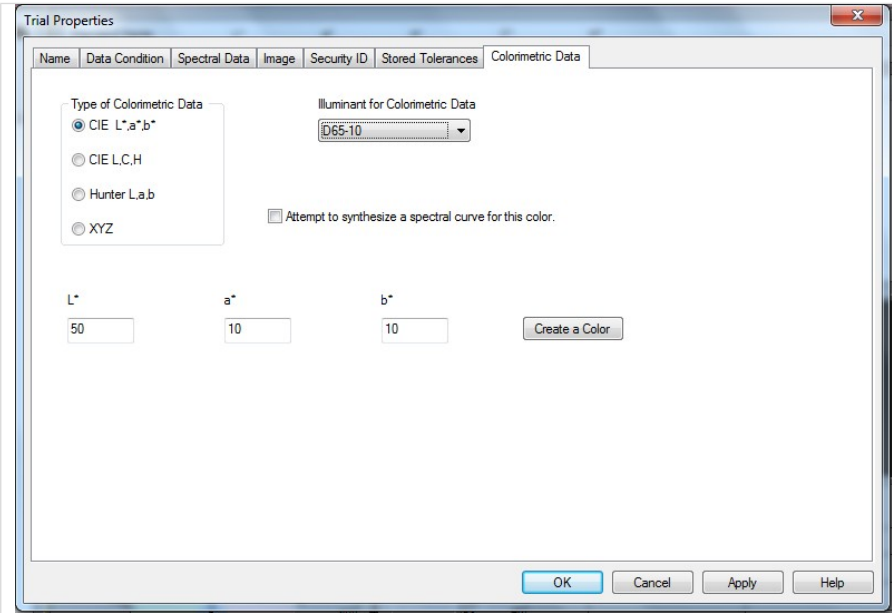 Trial Properties
Name Data Condition Spectral Data Image Security ID Stored Tolerances Colorimetric Data
Type of Colorimetric Data
CIE L*,a*,b*
CIE L,C,H
Hunter L,a,b
XYZ
Illuminant for Colorimetric Data
D65-10
Attempt to synthesize a spectral curve for this color.
L* a* b*
50 10 10 Create a Color
OK Cancel Apply Help